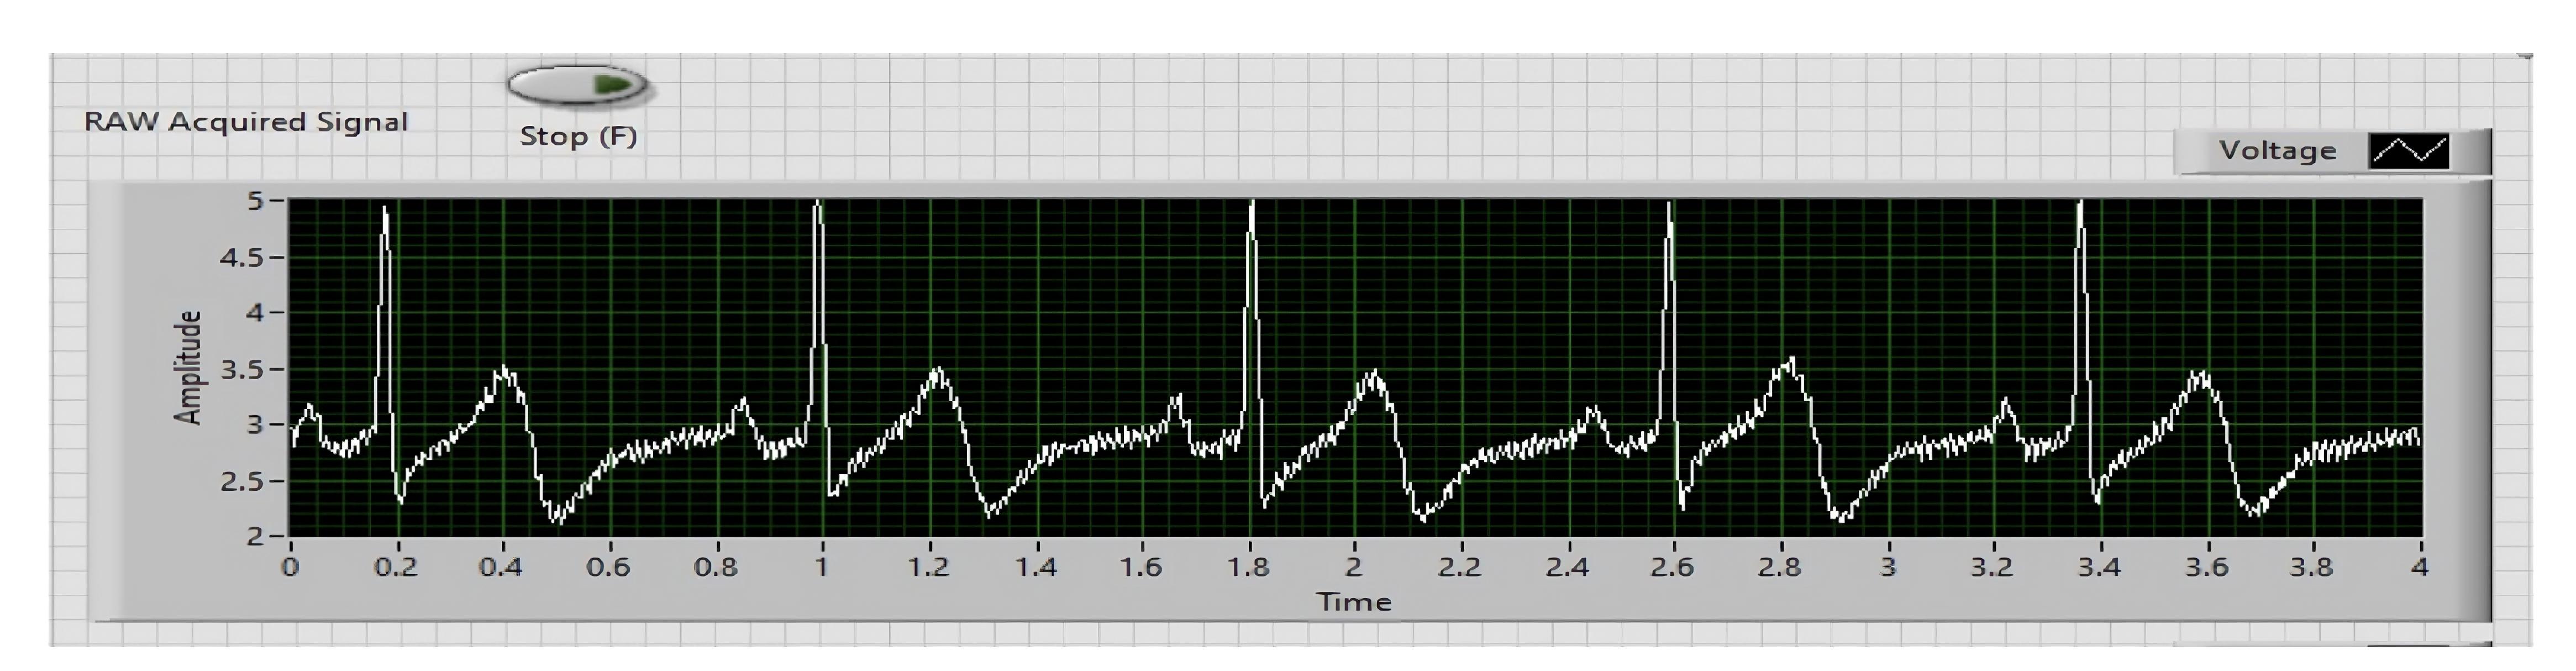 RAW Acquired Signal
Stop (F)
Voltage
5
4.5
4
3.5
3
2.5
2
Amplitude
0 0.2 0.4 0.6 0.8 1 1.2 1.4 1.6 1.8 2 2.2 2.4 2.6 2.8 3 3.2 3.4 3.6 3.8 4
Time